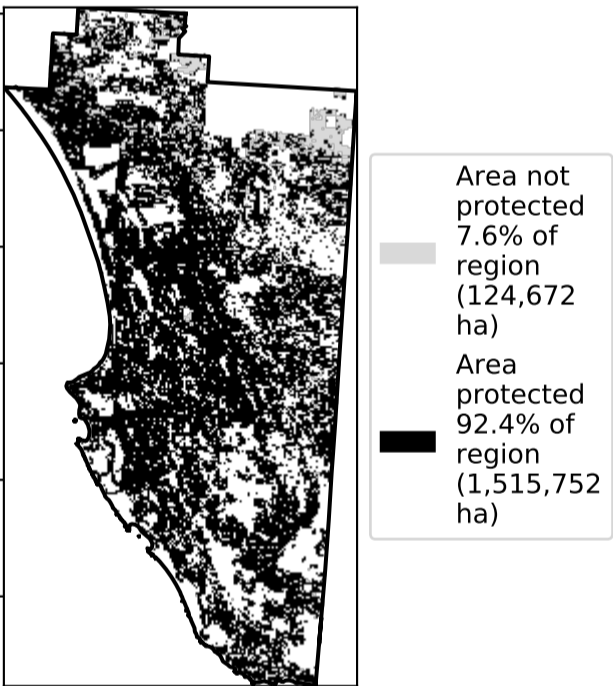 Area not
protected
7.6% of
region
(124,672
ha)
Area
protected
92.4% of
region
(1,515,752
ha)